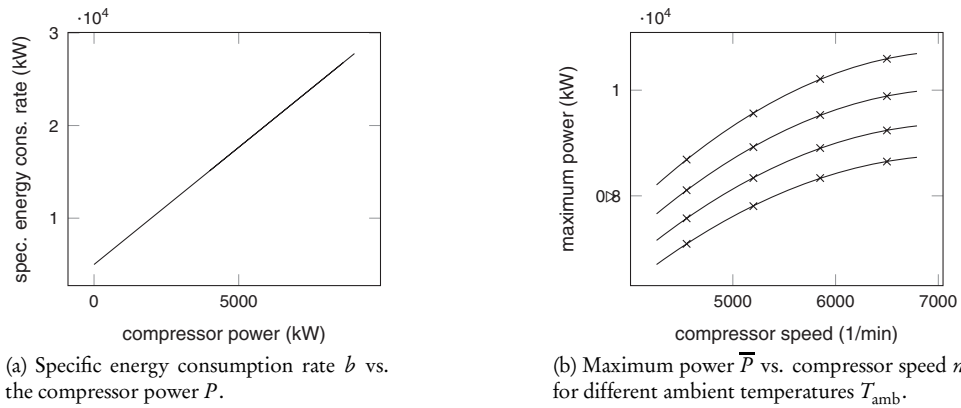 ·10⁴
3
2
1
spec. energy cons. rate (kW)
0
5000
compressor power (kW)
(a) Specific energy consumption rate b vs.
the compressor power P.
·10⁴
1
0.8
maximum power (kW)
5000
6000
7000
compressor speed (1/min)
(b) Maximum power P̅ vs. compressor speed n
for different ambient temperatures Tamb.